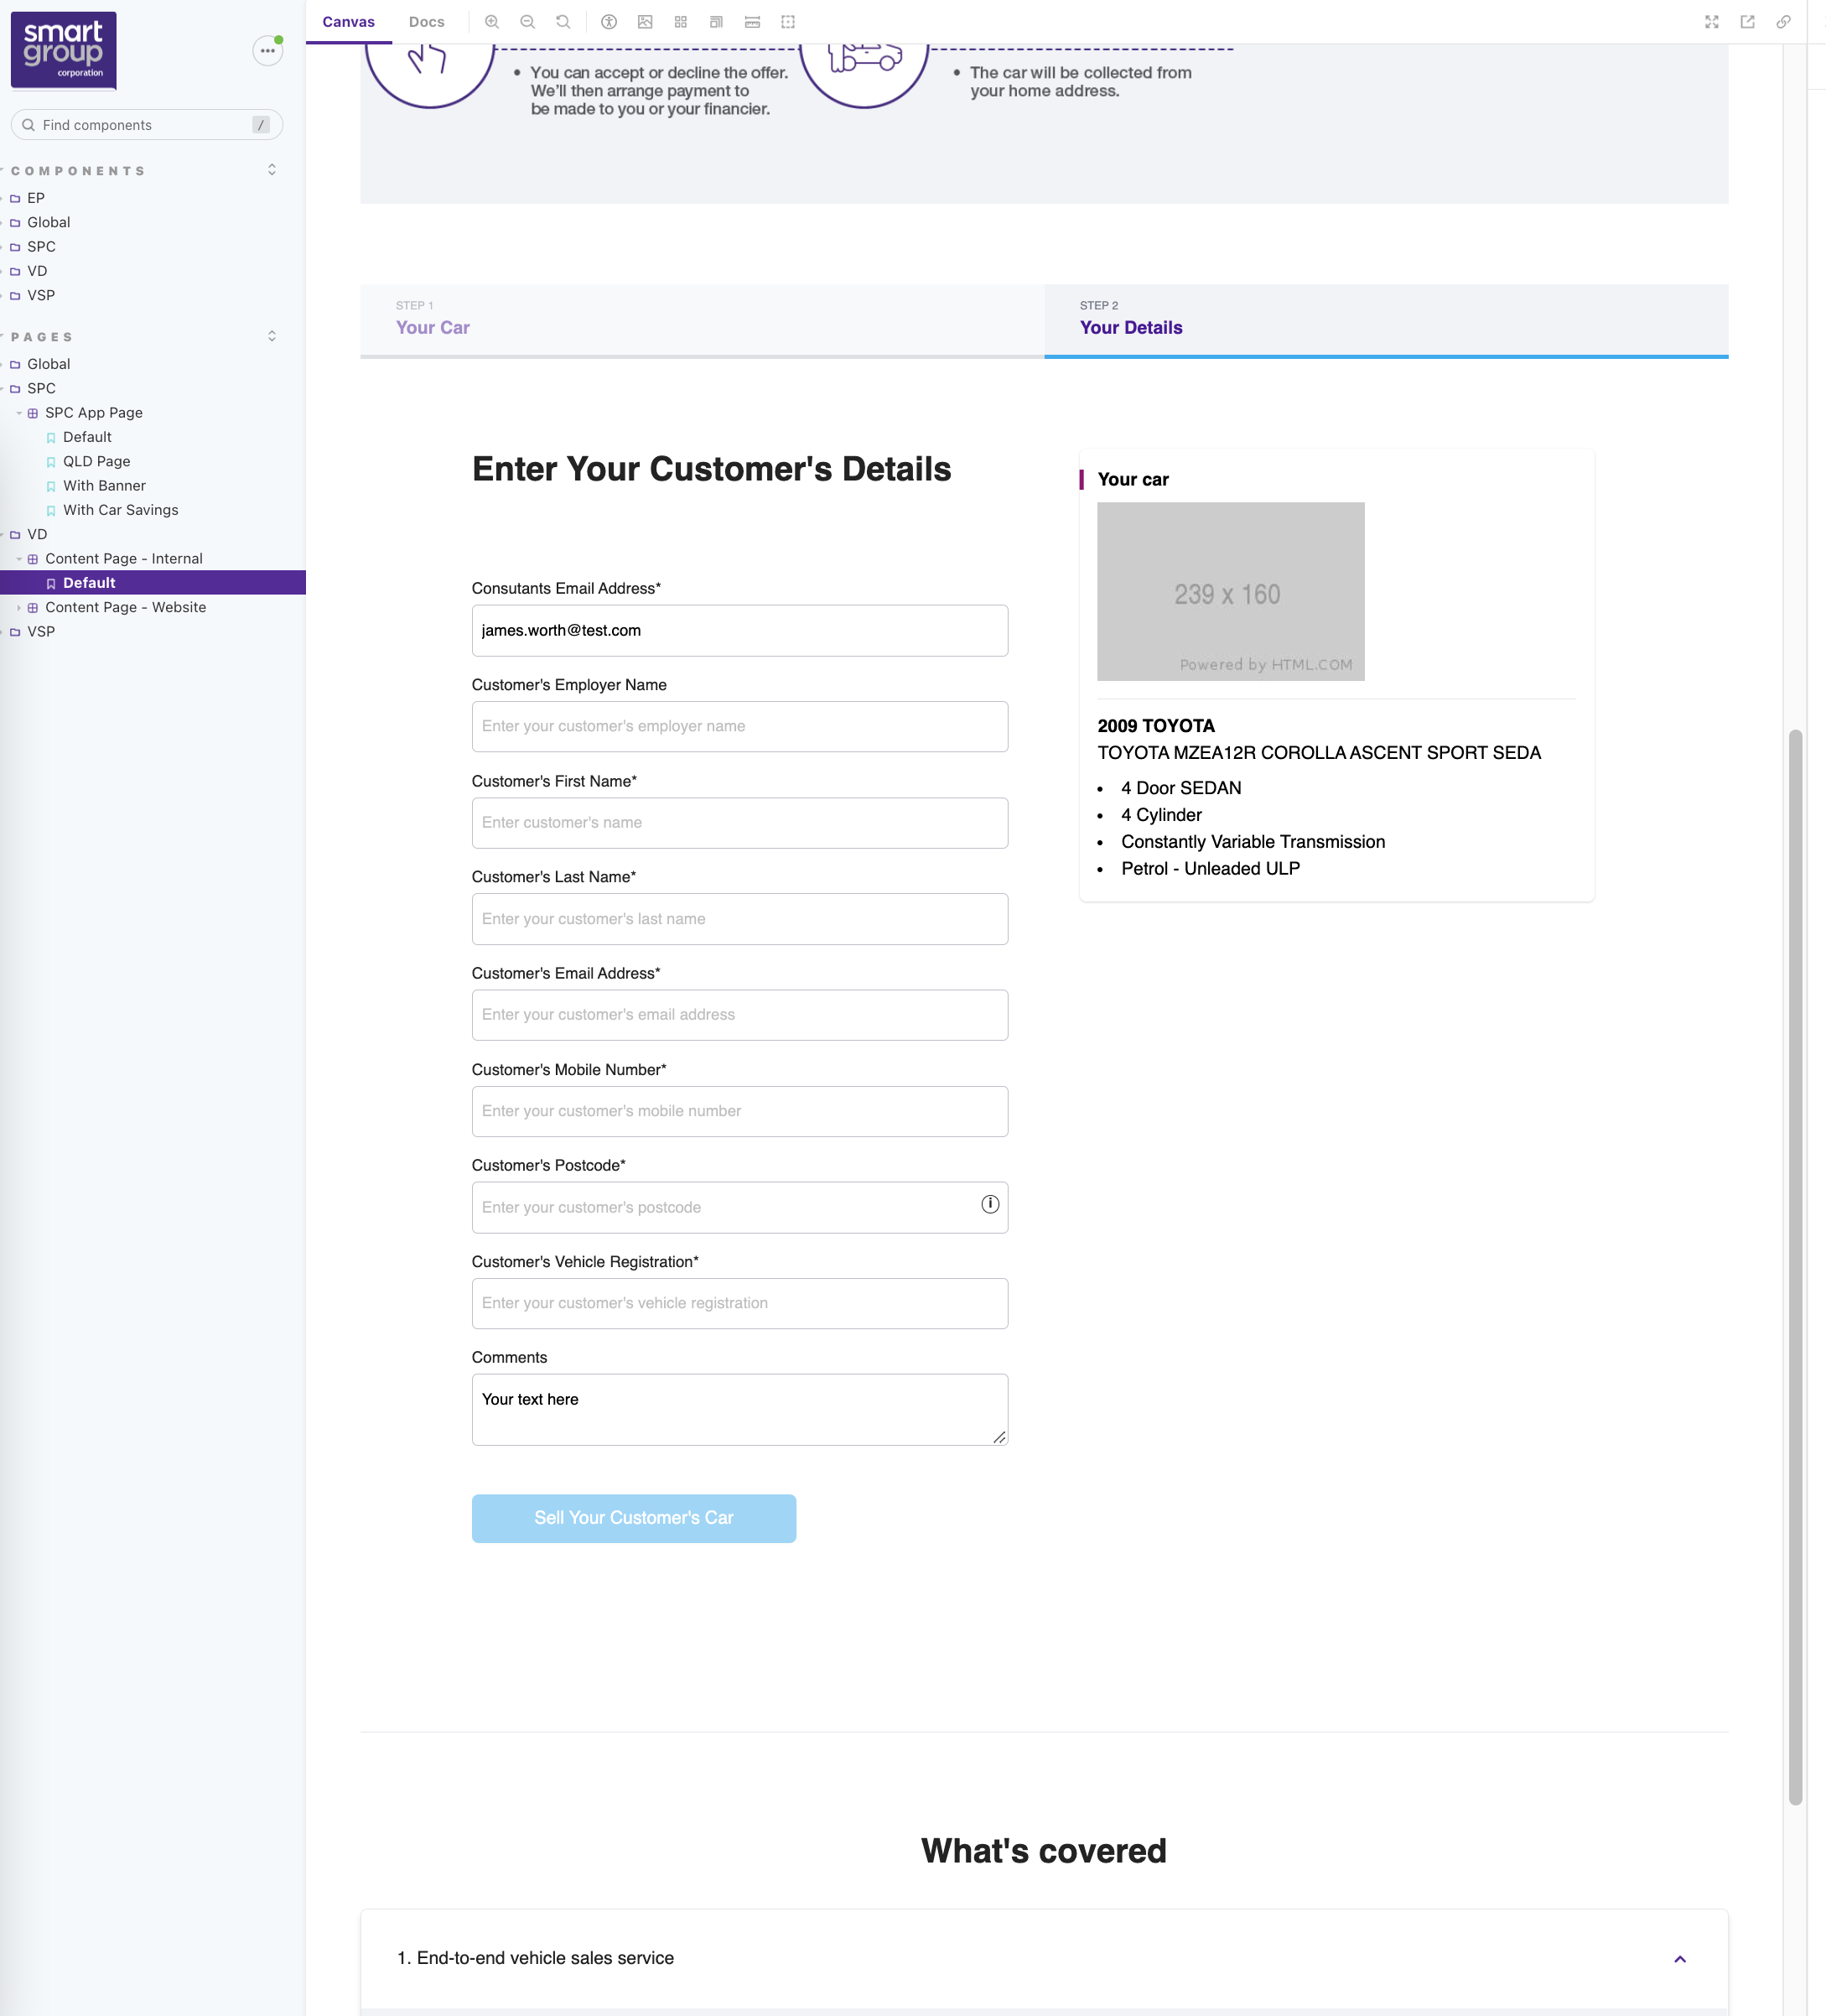 smart
group
corporation
Find components
/
COMPONENTS
EP
Global
SPC
VD
VSP
PAGES
Global
SPC
SPC App Page
Default
QLD Page
With Banner
With Car Savings
VD
Content Page - Internal
Default
Content Page - Website
VSP
Canvas
Docs
• You can accept or decline the offer.
We'll then arrange payment to
be made to you or your financier.
• The car will be collected from
your home address.
STEP 1
Your Car
STEP 2
Your Details
Enter Your Customer's Details
Consutants Email Address*
james.worth@test.com
Customer's Employer Name
Enter your customer's employer name
Customer's First Name*
Enter customer's name
Customer's Last Name*
Enter your customer's last name
Customer's Email Address*
Enter your customer's email address
Customer's Mobile Number*
Enter your customer's mobile number
Customer's Postcode*
Enter your customer's postcode
Customer's Vehicle Registration*
Enter your customer's vehicle registration
Comments
Your text here
Sell Your Customer's Car
Your car
239 x 160
Powered by HTML.COM
2009 TOYOTA
TOYOTA MZEA12R COROLLA ASCENT SPORT SEDA
• 4 Door SEDAN
• 4 Cylinder
• Constantly Variable Transmission
• Petrol - Unleaded ULP
What's covered
1. End-to-end vehicle sales service